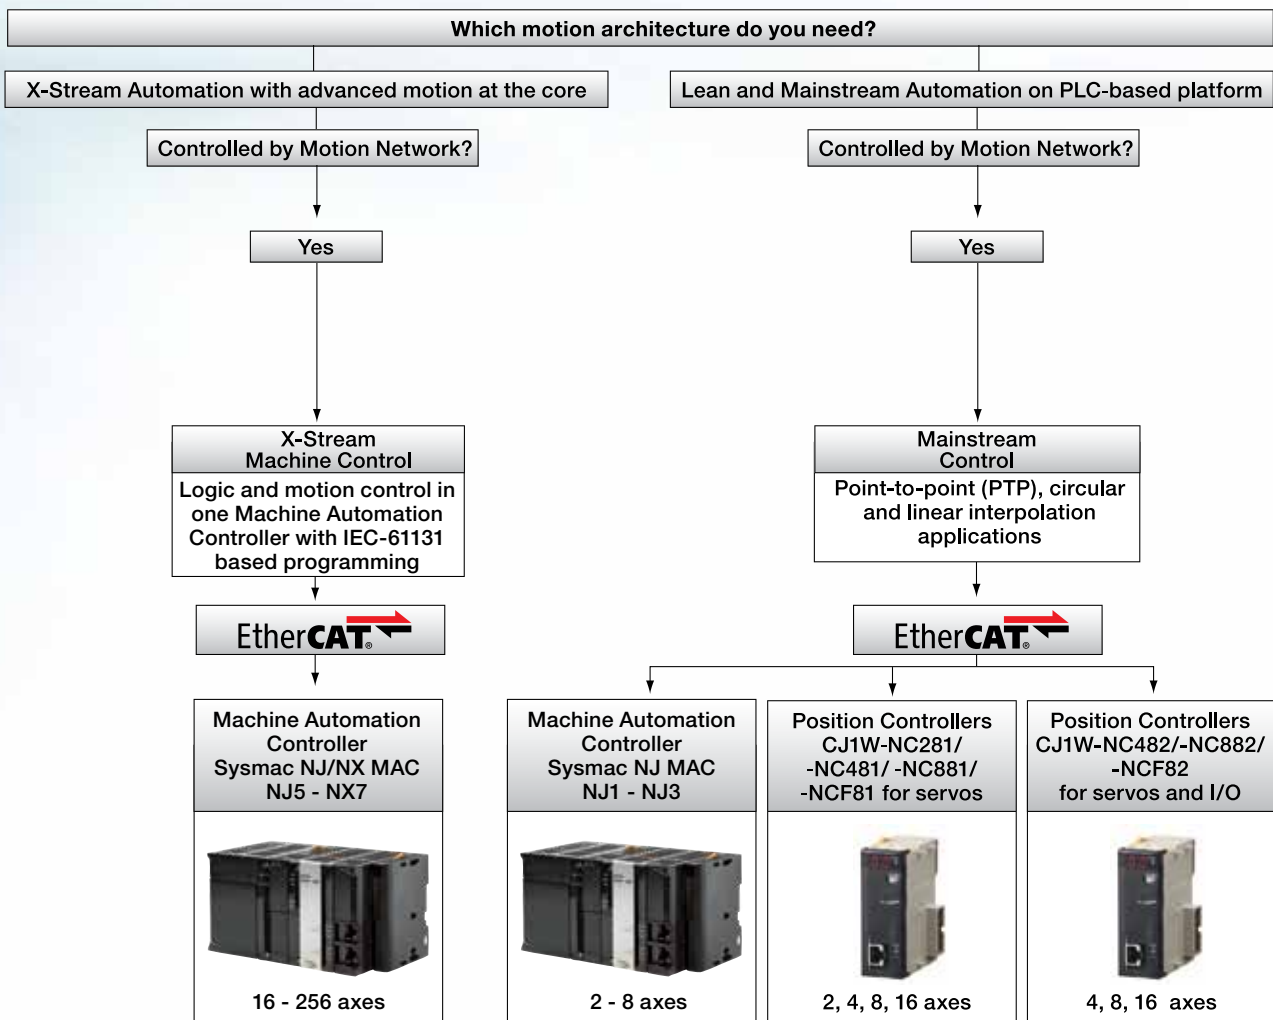 Which motion architecture do you need?
X-Stream Automation with advanced motion at the core
Lean and Mainstream Automation on PLC-based platform
Controlled by Motion Network?
Controlled by Motion Network?
Yes
Yes
X-Stream
Machine Control
Logic and motion control in
one Machine Automation
Controller with IEC-61131
based programming
Mainstream
Control
Point-to-point (PTP), circular
and linear interpolation
applications
EtherCAT®
EtherCAT®
Machine Automation
Controller
Sysmac NJ/NX MAC
NJ5 - NX7
16 - 256 axes
Machine Automation
Controller
Sysmac NJ MAC
NJ1 - NJ3
2 - 8 axes
Position Controllers
CJ1W-NC281/
-NC481/ -NC881/
-NCF81 for servos
2, 4, 8, 16 axes
Position Controllers
CJ1W-NC482/-NC882/
-NCF82
for servos and I/O
4, 8, 16 axes